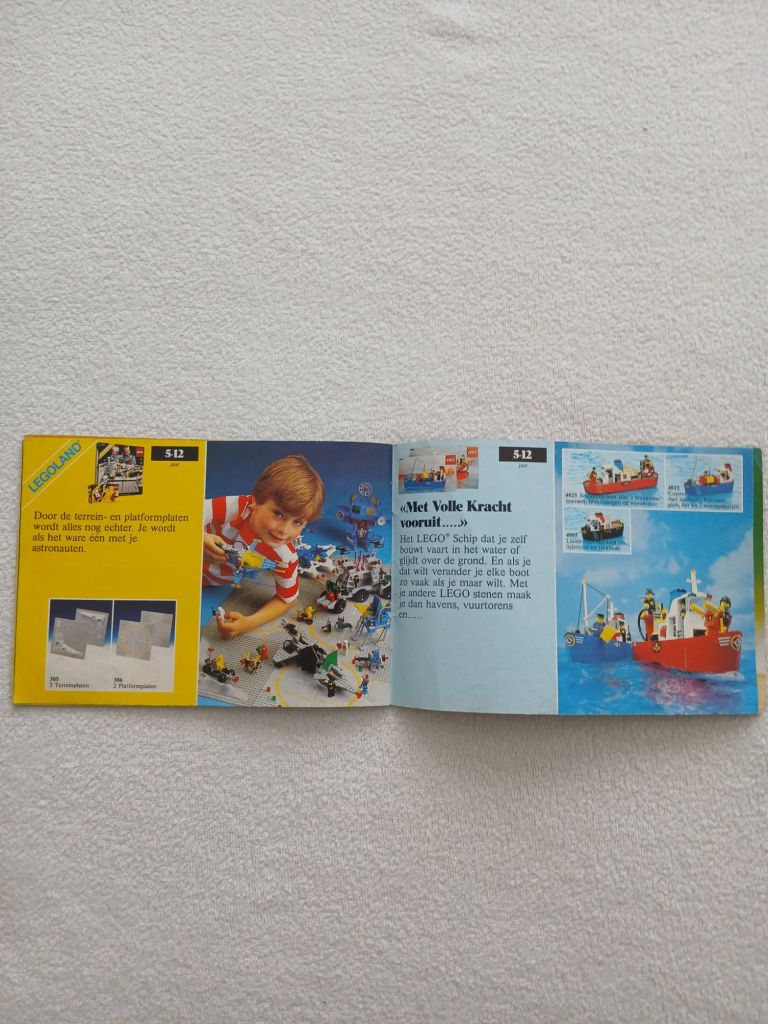 LEGOLAND®
5-12
jaar
Door de terrein- en platformplaten
wordt alles nog echter. Je wordt
als het ware één met je
astronauten.
305
2 Terreinplaten
306
2 Platformplaten
LEGO
5-12
jaar
«Met Volle Kracht
vooruit.....»
Het LEGO® Schip dat je zelf
bouwt vaart in het water of
glijdt over de grond. En als je
dat wilt verander je elke boot
zo vaak als je maar wilt. Met
je andere LEGO stenen maak
je dan havens, vuurtorens
en.....
4025
4015
4005